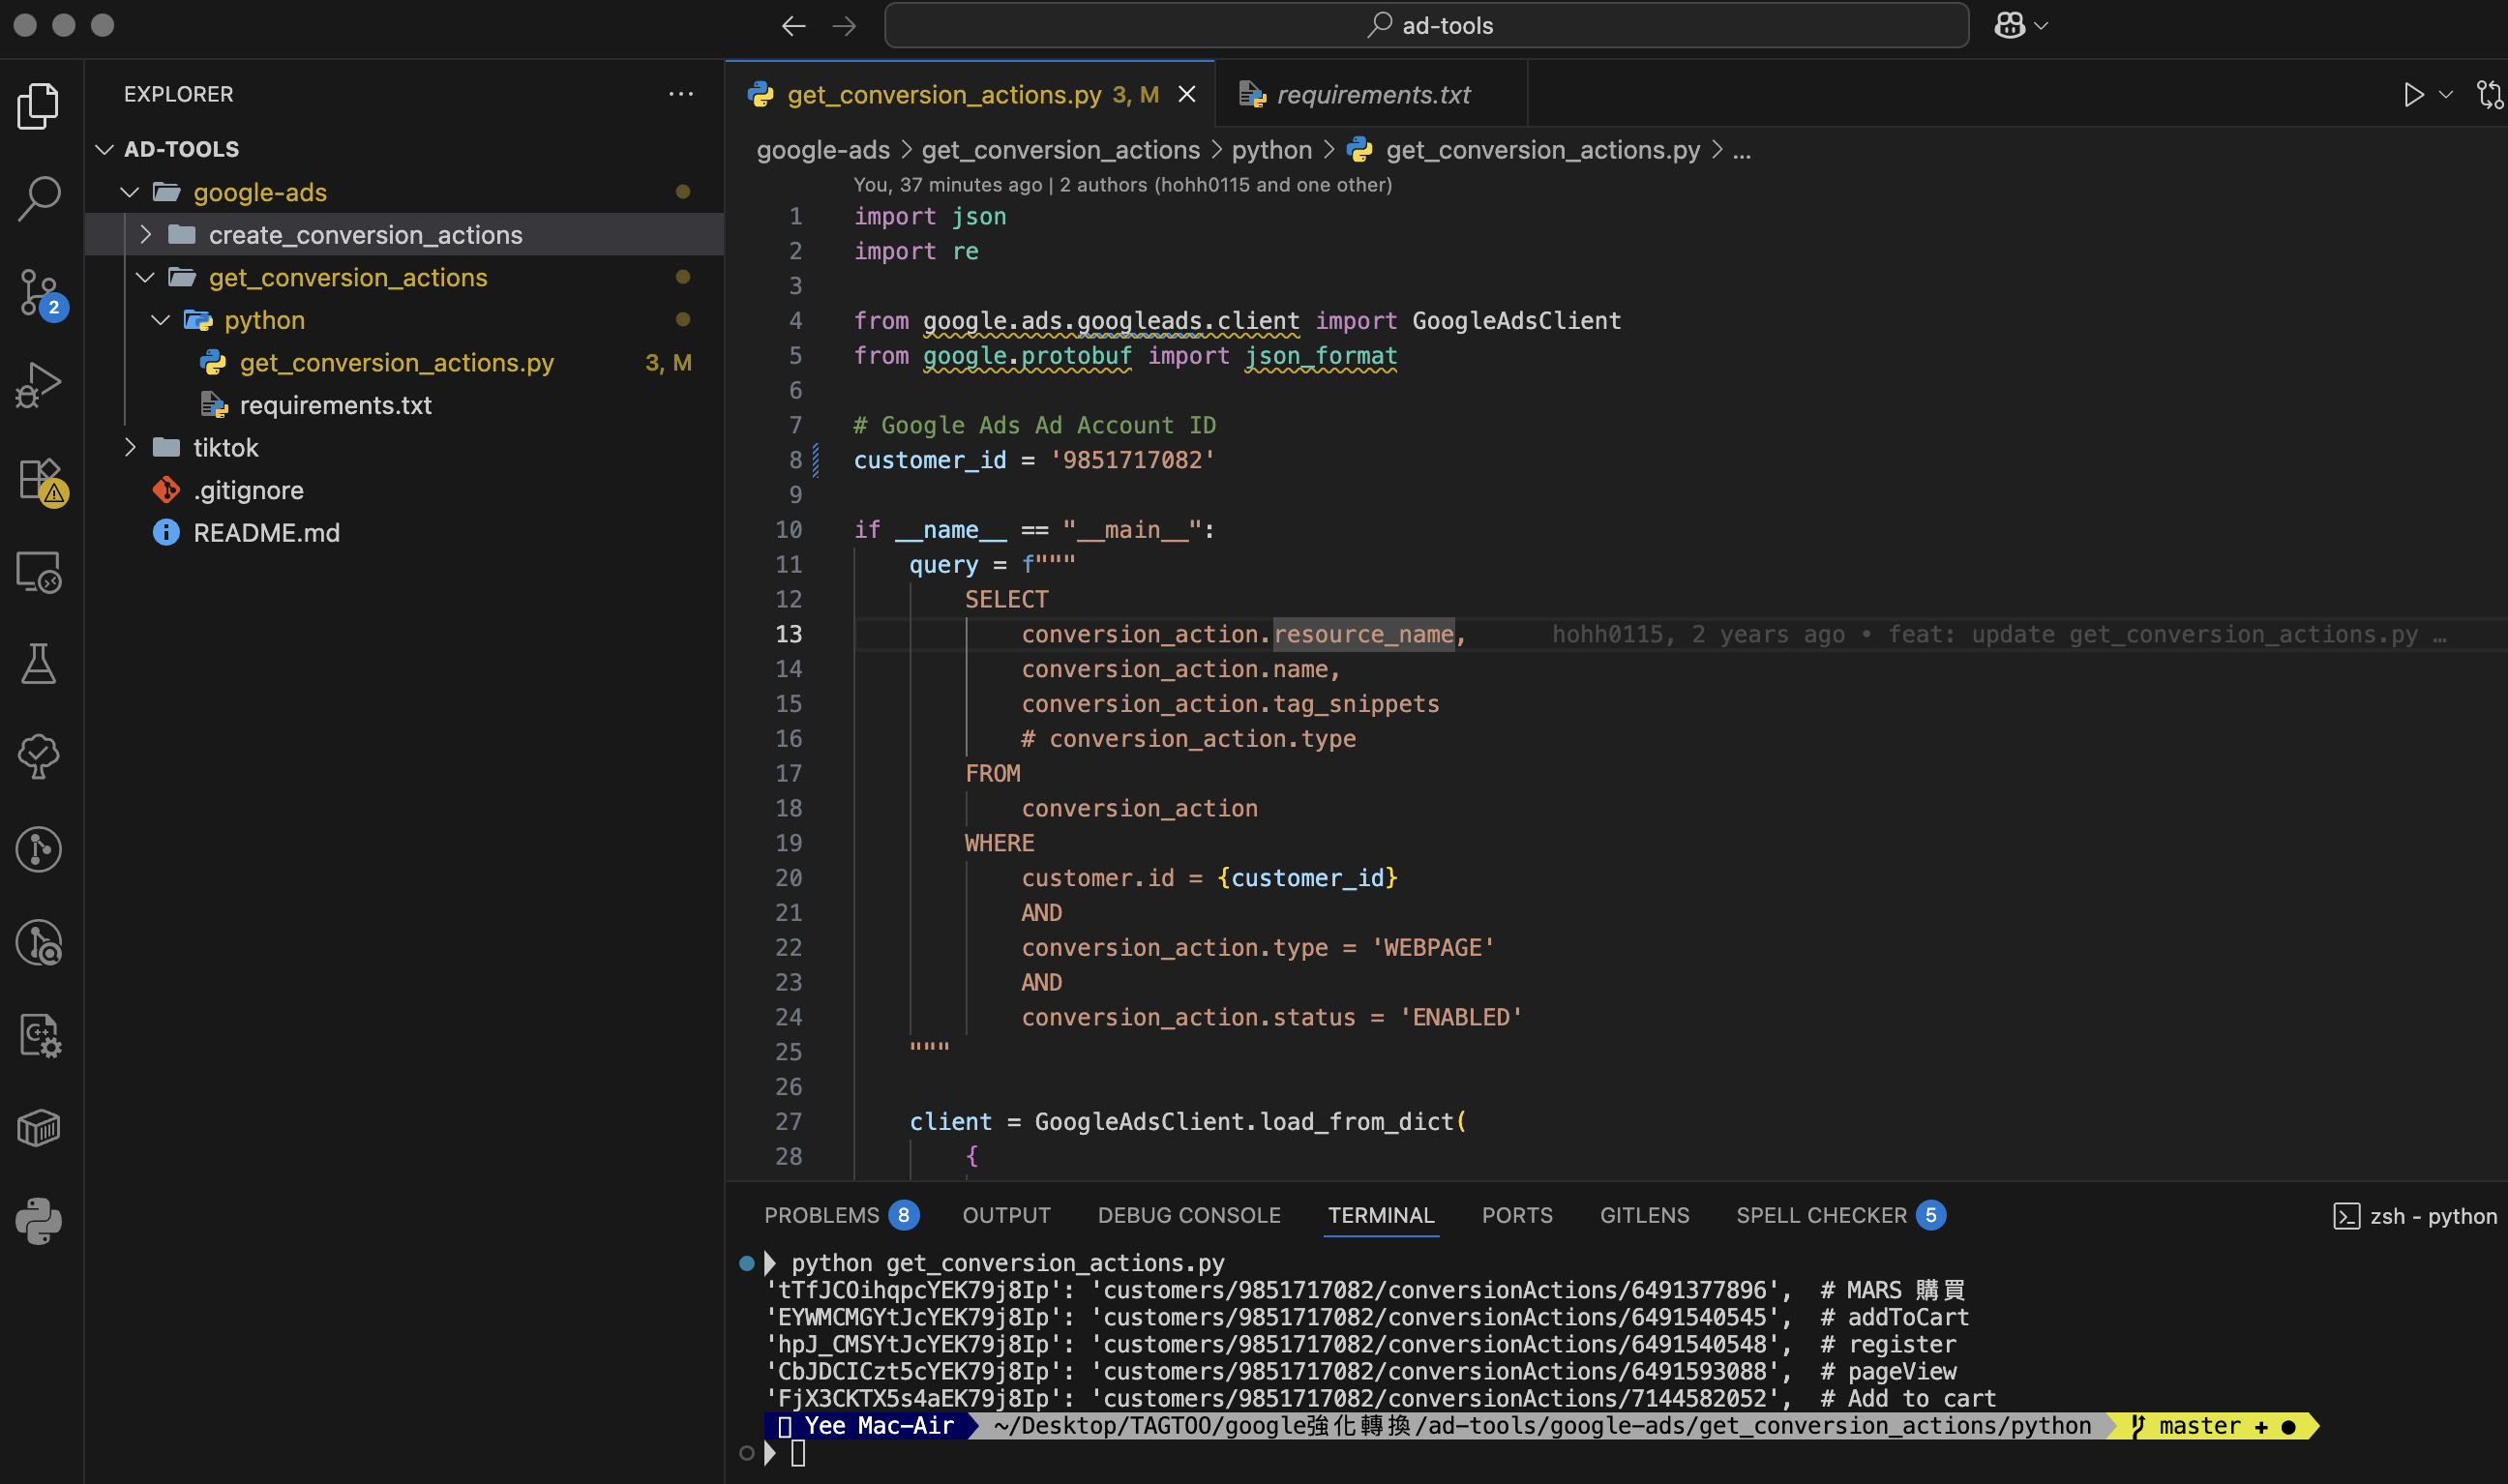 ad-tools
EXPLORER
...
AD-TOOLS
google-ads
create_conversion_actions
get_conversion_actions
python
get_conversion_actions.py 3, M
requirements.txt
tiktok
.gitignore
README.md
2
get_conversion_actions.py 3, M
requirements.txt
google-ads > get_conversion_actions > python > get_conversion_actions.py > ...
You, 37 minutes ago | 2 authors (hohh0115 and one other)
1 import json
2 import re
3
4 from google.ads.googleads.client import GoogleAdsClient
5 from google.protobuf import json_format
6
7 # Google Ads Ad Account ID
8 customer_id = '9851717082'
9
10 if __name__ == "__main__":
11 query = f"""
12 SELECT
13 conversion_action.resource_name, hohh0115, 2 years ago • feat: update get_conversion_actions.py …
14 conversion_action.name,
15 conversion_action.tag_snippets
16 # conversion_action.type
17 FROM
18 conversion_action
19 WHERE
20 customer.id = {customer_id}
21 AND
22 conversion_action.type = 'WEBPAGE'
23 AND
24 conversion_action.status = 'ENABLED'
25 """
26
27 client = GoogleAdsClient.load_from_dict(
28 {
PROBLEMS 8 OUTPUT DEBUG CONSOLE TERMINAL PORTS GITLENS SPELL CHECKER 5 zsh - python
python get_conversion_actions.py
'tTfJCOihqpcYEK79j8Ip': 'customers/9851717082/conversionActions/6491377896', # MARS 購買
'EYWMCMGYtJcYEK79j8Ip': 'customers/9851717082/conversionActions/6491540545', # addToCart
'hpJ_CMSYtJcYEK79j8Ip': 'customers/9851717082/conversionActions/6491540548', # register
'CbJDCICzt5cYEK79j8Ip': 'customers/9851717082/conversionActions/6491593088', # pageView
'FjX3CKTX5s4aEK79j8Ip': 'customers/9851717082/conversionActions/7144582052', # Add to cart
Yee Mac-Air ~/Desktop/TAGTOO/google強化轉換/ad-tools/google-ads/get_conversion_actions/python master + ●